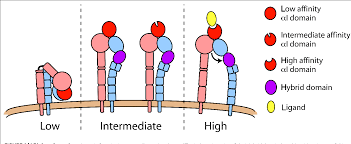 Low affinity
αI domain
Intermediate affinity
αI domain
High affinity
αI domain
Hybrid domain
Ligand
Low
Intermediate
High